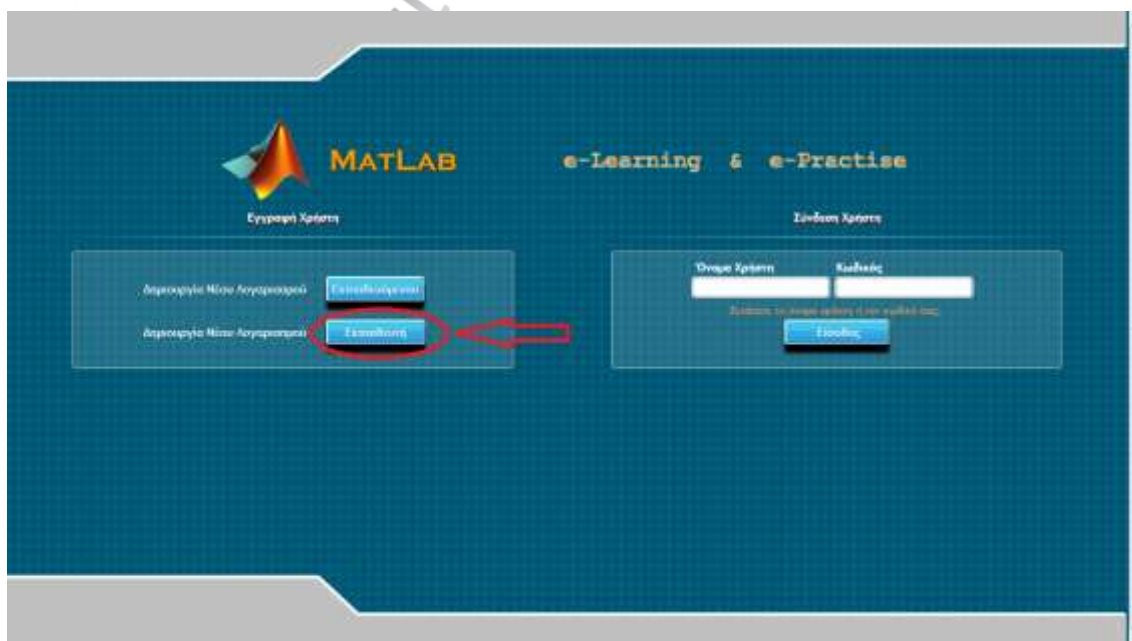 MATLAB e-Learning & e-Practise
Εγγραφή Χρήστη
Σύνδεση Χρήστη
Δημιουργία Νέου Λογαριασμού Εκπαιδευόμενου
Δημιουργία Νέου Λογαριασμού Εκπαιδευτή
Όνομα Χρήστη Κωδικός
Είσοδος